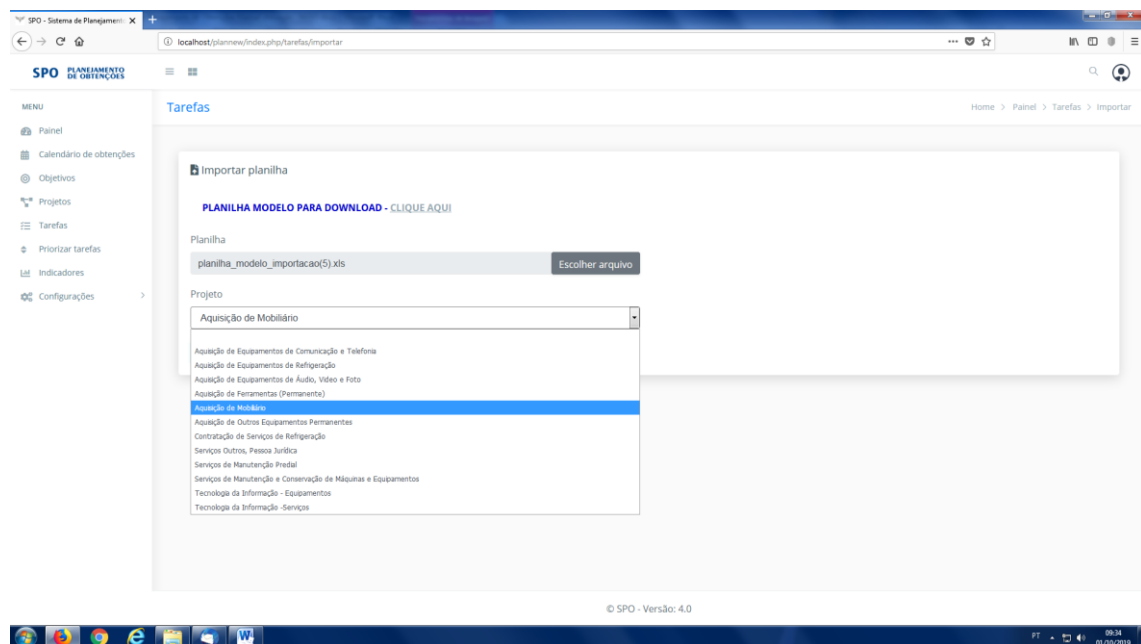 SPO - Sistema de Planejament
localhost/plannew/index.php/tarefas/importar
SPO PLANEJAMENTO DE OBTENÇÕES
MENU
Tarefas
Home > Painel > Tarefas > Importar
Painel
Calendário de obtenções
Objetivos
Projetos
Tarefas
Priorizar tarefas
Indicadores
Configurações
Importar planilha
PLANILHA MODELO PARA DOWNLOAD - CLIQUE AQUI
Planilha
planilha_modelo_importacao(5).xls
Escolher arquivo
Projeto
Aquisição de Mobiliário
Aquisição de Equipamentos de Comunicação e Telefonia
Aquisição de Equipamentos de Refrigeração
Aquisição de Equipamentos de Áudio, Video e Foto
Aquisição de Ferramentas (Permanente)
Aquisição de Mobiliário
Aquisição de Outros Equipamentos Permanentes
Contratação de Serviços de Refrigeração
Serviços Outros, Pessoa Jurídica
Serviços de Manutenção Predial
Serviços de Manutenção e Conservação de Máquinas e Equipamentos
Tecnologia da Informação - Equipamentos
Tecnologia da Informação -Serviços
© SPO - Versão: 4.0
PT
09:34
01/10/2019